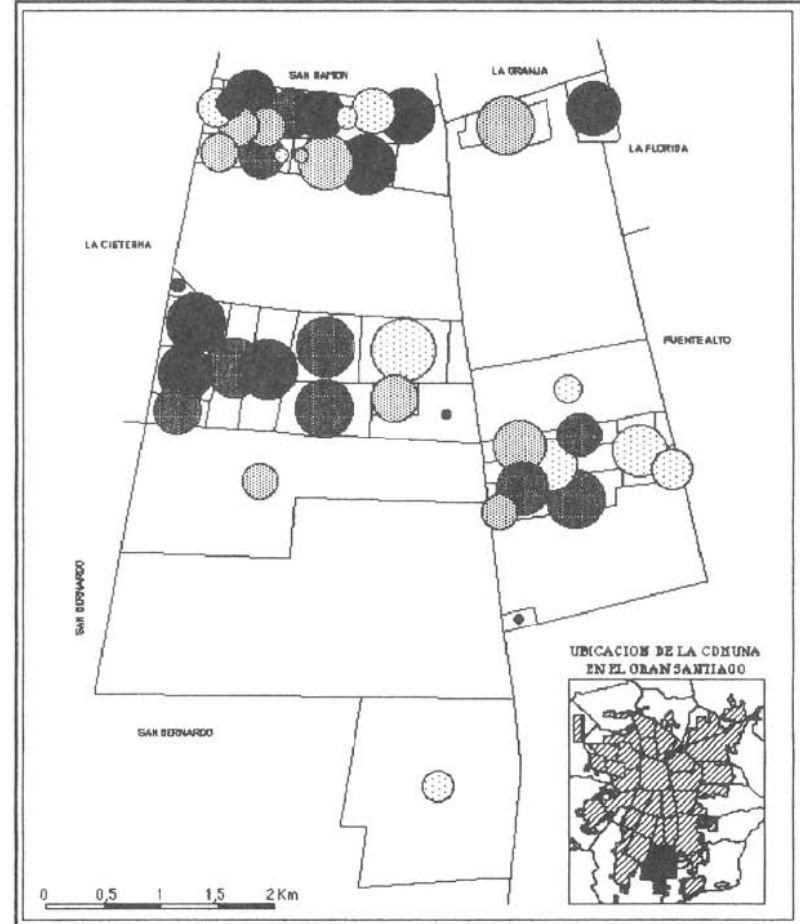 SAN RAMON
LA GRANJA
LA FLORIDA
LA CISTERNA
PUENTE ALTO
SAN BERNARDO
UBICACION DE LA COMUNA
EN EL GRAN SANTIAGO
SAN BERNARDO
0 0,5 1 1,5 2 Km